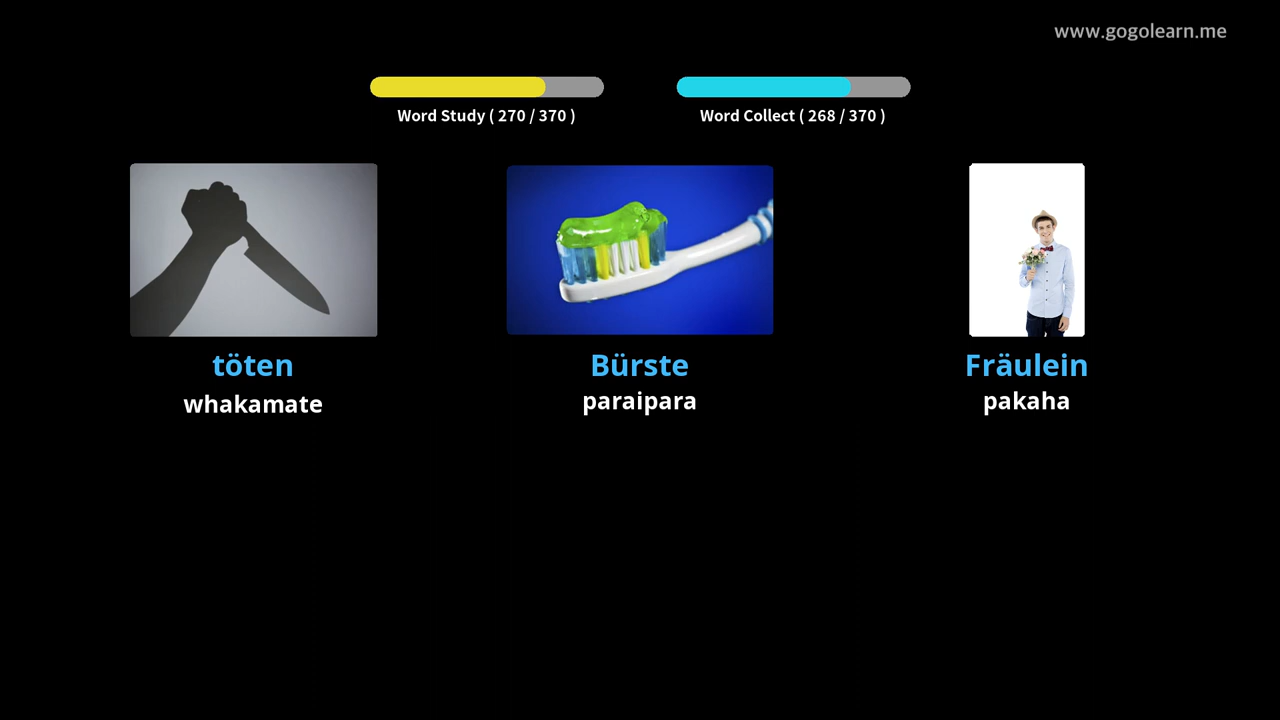 www.gogolearn.me
Word Study ( 270 / 370 )
Word Collect ( 268 / 370 )
töten
whakamate
Bürste
paraipara
Fräulein
pakaha